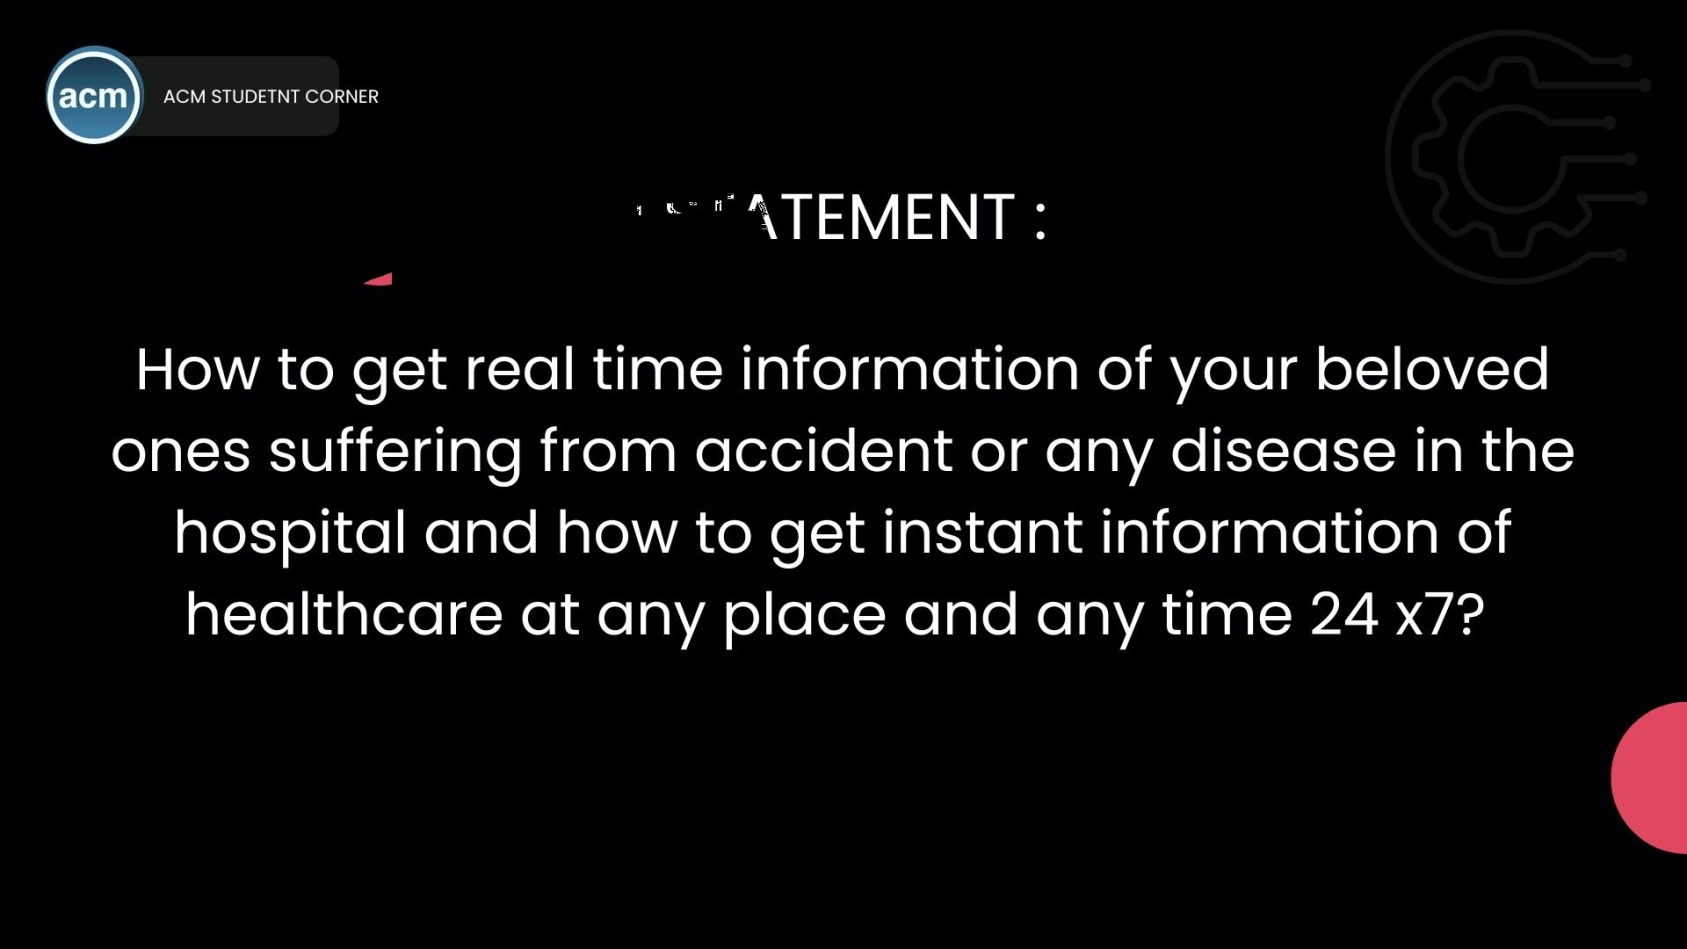 acm
ACM STUDETNT CORNER
ATEMENT :
How to get real time information of your beloved
ones suffering from accident or any disease in the
hospital and how to get instant information of
healthcare at any place and any time 24 x7?